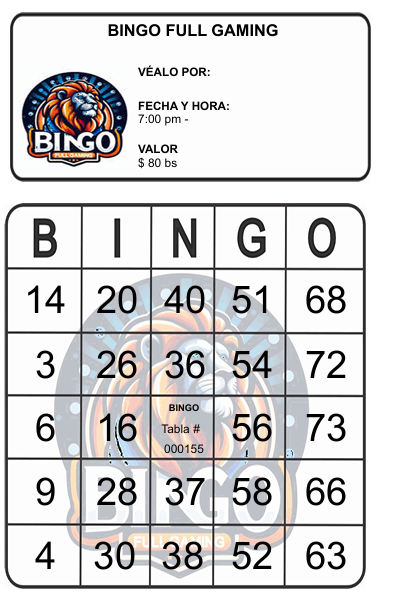 BINGO FULL GAMING
VÉALO POR:
FECHA Y HORA:
7:00 pm -
VALOR
$ 80 bs
BINGO
FULL GAMING
B I N G O
14 20 40 51 68
3 26 36 54 72
6 16 BINGO Tabla # 000155 56 73
9 28 37 58 66
4 30 38 52 63
BINGO
FULL GAMING